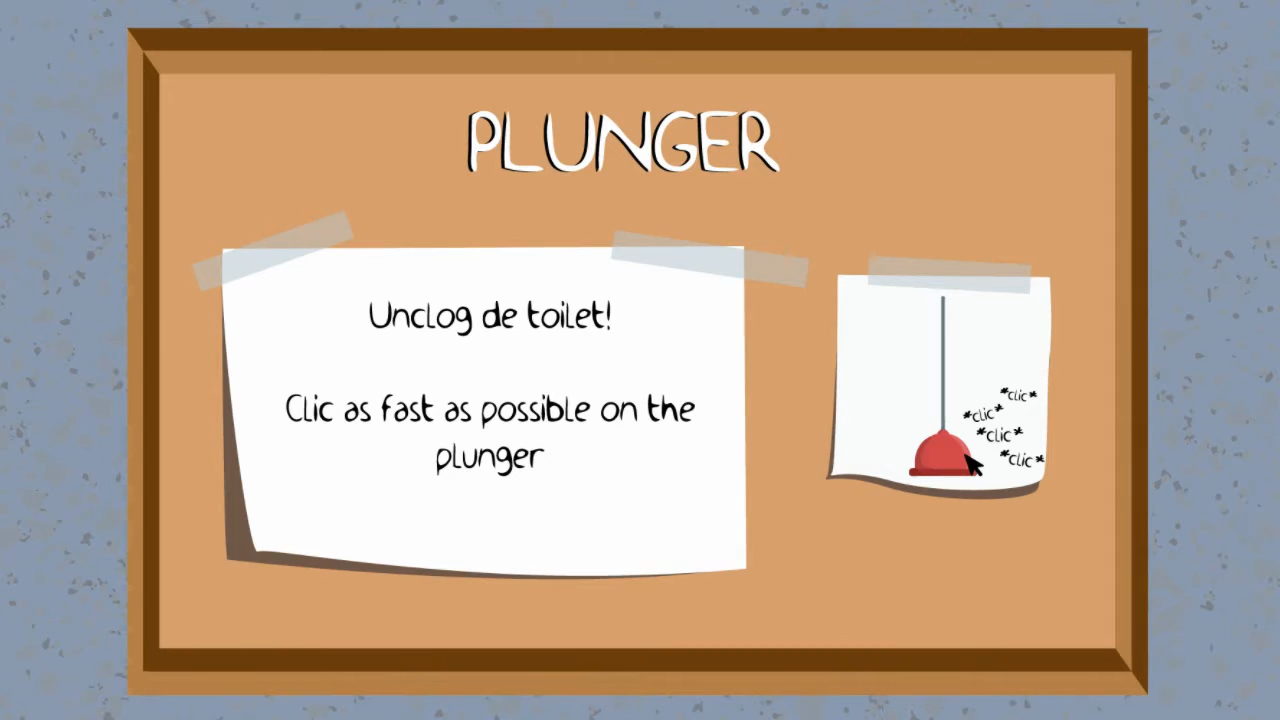 PLUNGER
Unclog de toilet!
Clic as fast as possible on the
plunger
*clic*
*clic*
*clic*
*clic*